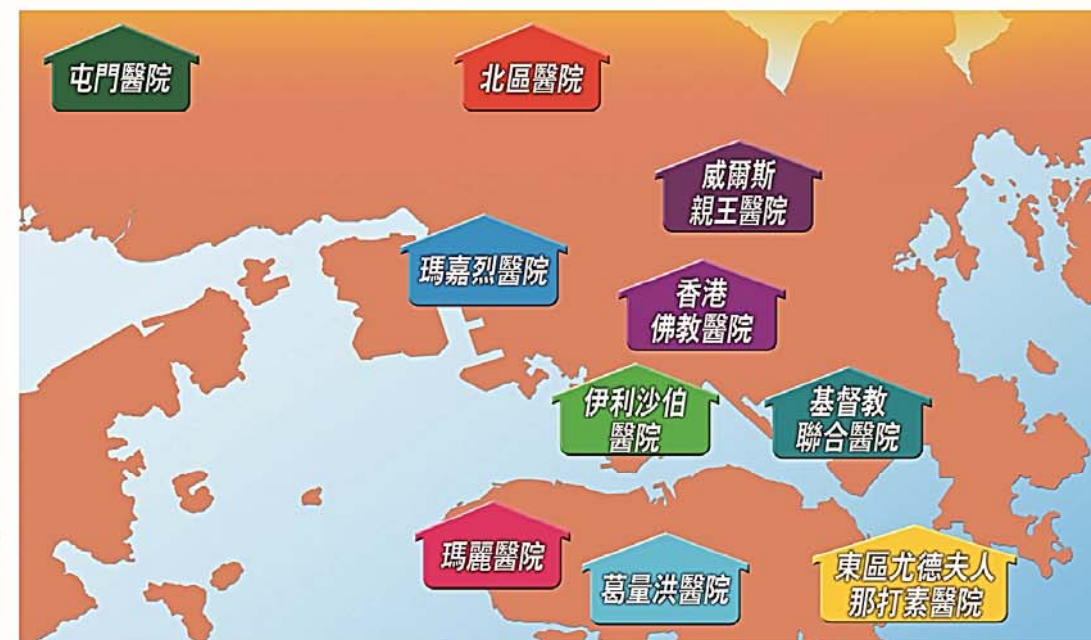 屯門醫院
北區醫院
威爾斯
親王醫院
瑪嘉烈醫院
香港
佛教醫院
伊利沙伯
醫院
基督教
聯合醫院
瑪麗醫院
葛量洪醫院
東區尤德夫人
那打素醫院